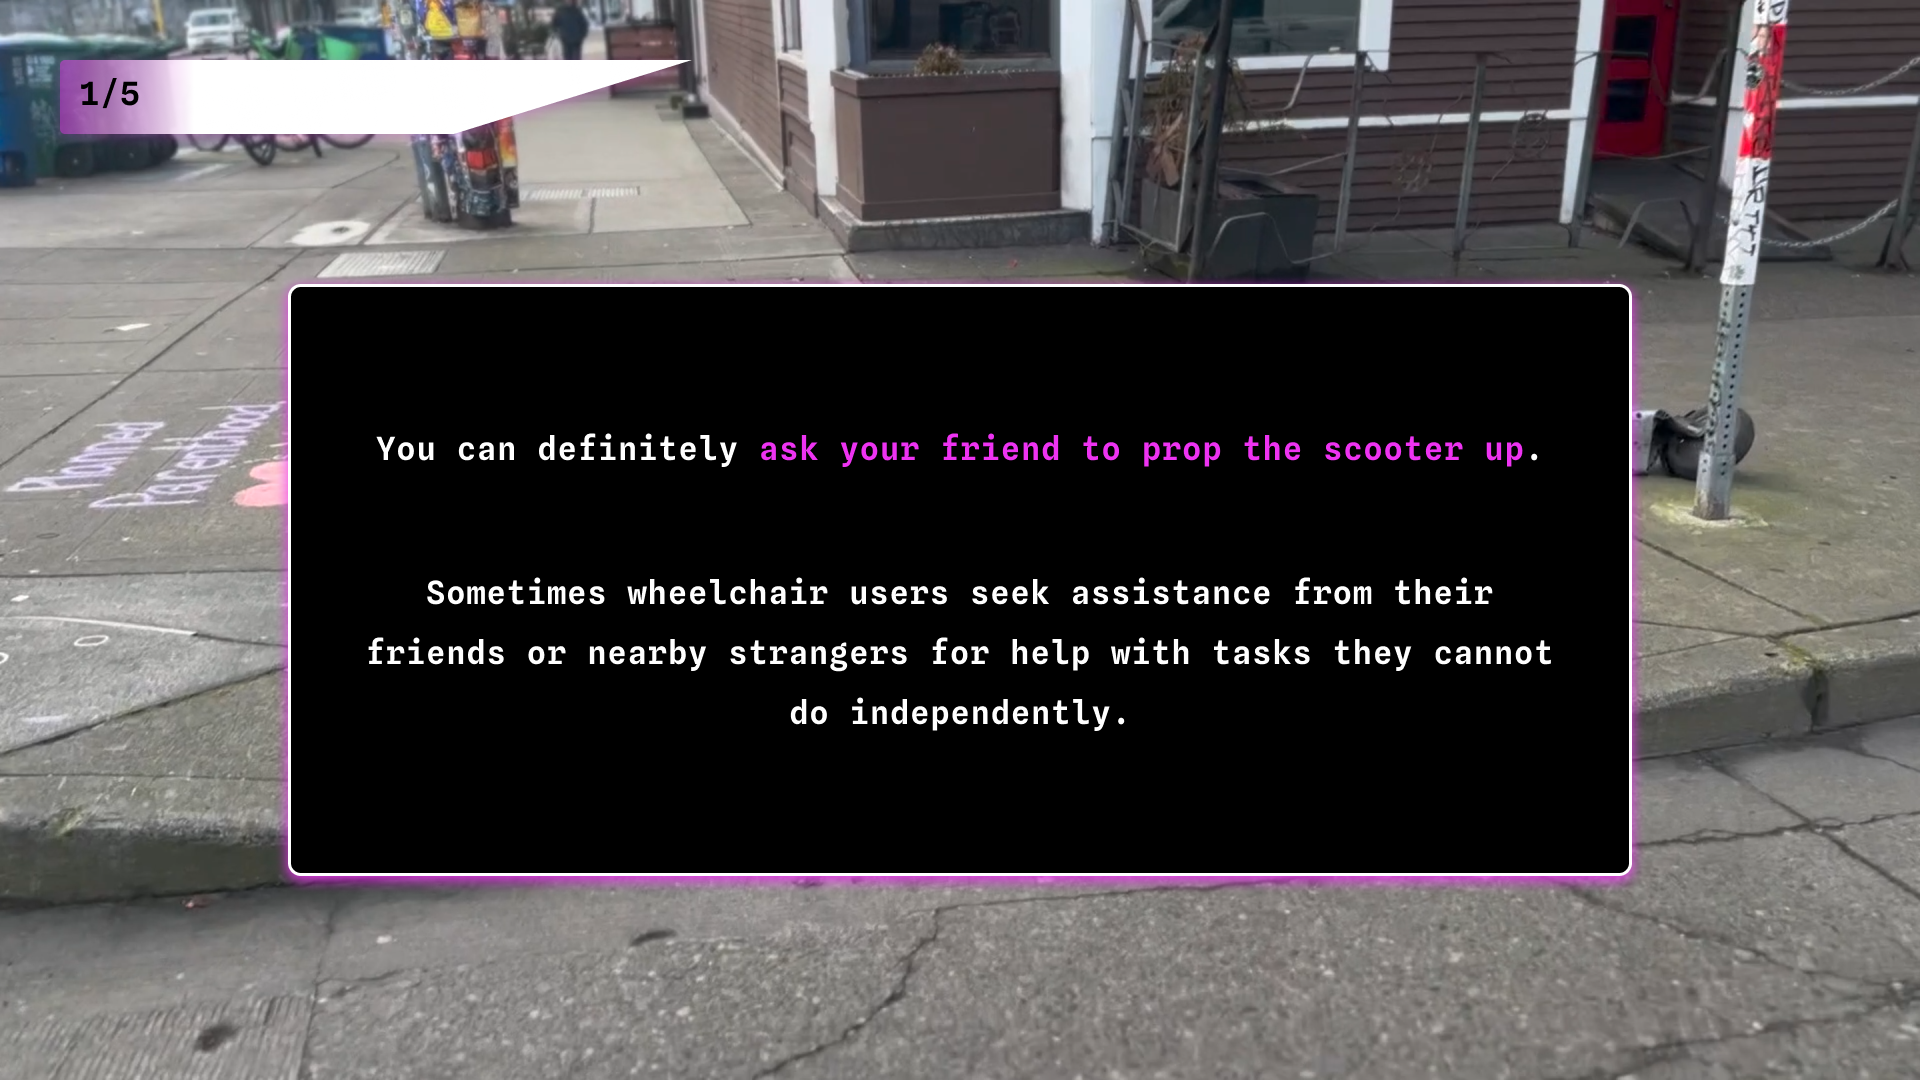 1/5
You can definitely ask your friend to prop the scooter up.
Planned
Parenthood
Sometimes wheelchair users seek assistance from their
friends or nearby strangers for help with tasks they cannot
do independently.